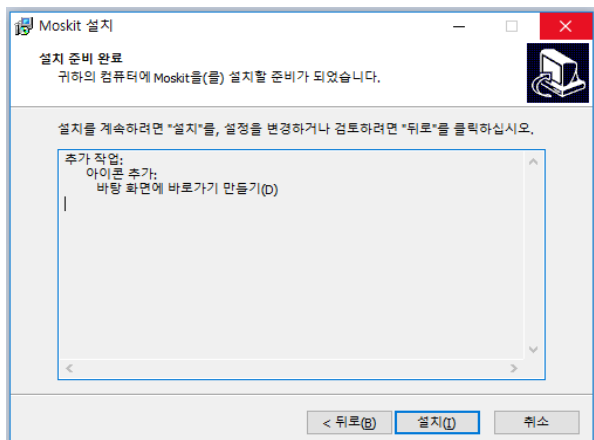 Moskit 설치
설치 준비 완료
귀하의 컴퓨터에 Moskit을(를) 설치할 준비가 되었습니다.
설치를 계속하려면 "설치"를, 설정을 변경하거나 검토하려면 "뒤로"를 클릭하십시오.
추가 작업:
아이콘 추가:
바탕 화면에 바로가기 만들기(D)
< 뒤로(B)
설치(I)
취소